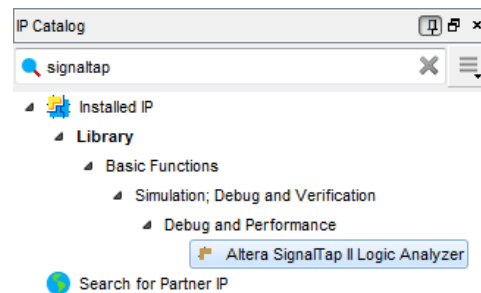 IP Catalog
signaltap
Installed IP
Library
Basic Functions
Simulation; Debug and Verification
Debug and Performance
Altera SignalTap II Logic Analyzer
Search for Partner IP